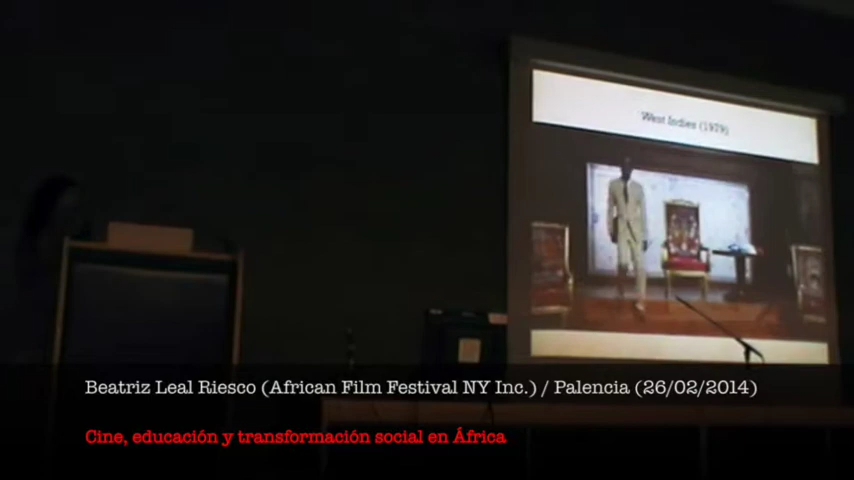 West Indies (1979)
Beatriz Leal Riesco (African Film Festival NY Inc.) / Palencia (26/02/2014)
Cine, educación y transformación social en África